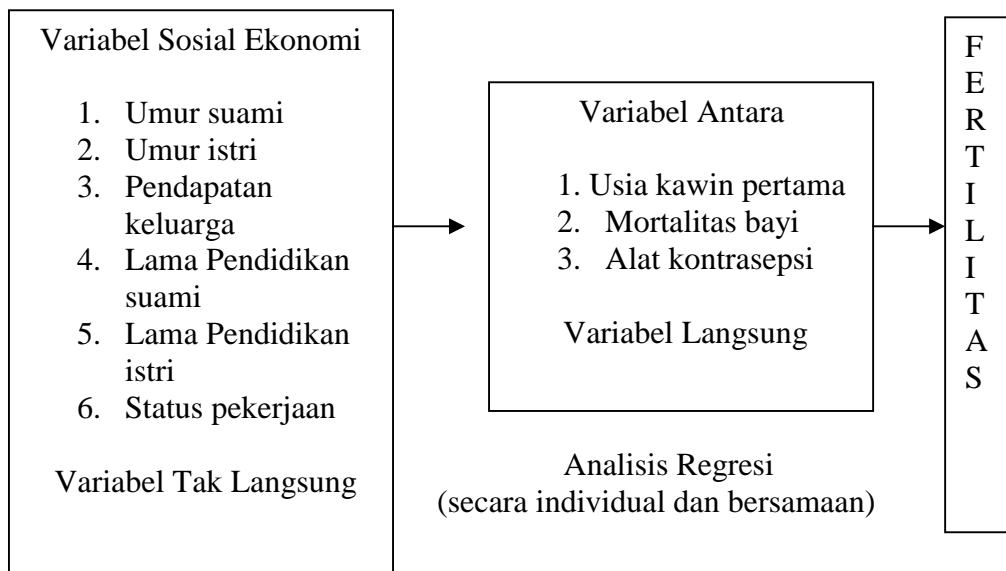 Variabel Sosial Ekonomi
1. Umur suami
2. Umur istri
3. Pendapatan
keluarga
4. Lama Pendidikan
suami
5. Lama Pendidikan
istri
6. Status pekerjaan
Variabel Tak Langsung
Variabel Antara
1. Usia kawin pertama
2. Mortalitas bayi
3. Alat kontrasepsi
Variabel Langsung
Analisis Regresi
(secara individual dan bersamaan)
F
E
R
T
I
L
I
T
A
S